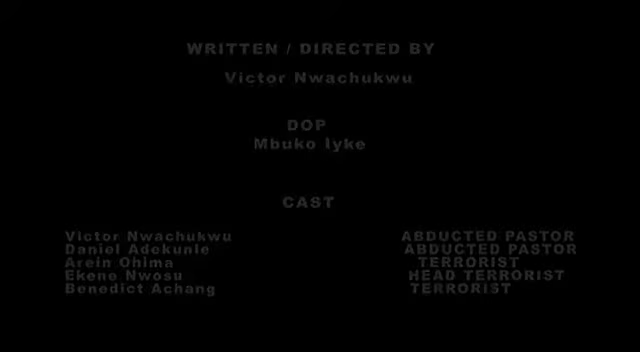 WRITTEN / DIRECTED BY
Victor Nwachukwu
DOP
Mbuko Iyke
CAST
Victor Nwachukwu ABDUCTED PASTOR
Daniel Adekunle ABDUCTED PASTOR
Arein Ohima TERRORIST
Ekene Nwosu HEAD TERRORIST
Benedict Achang TERRORIST